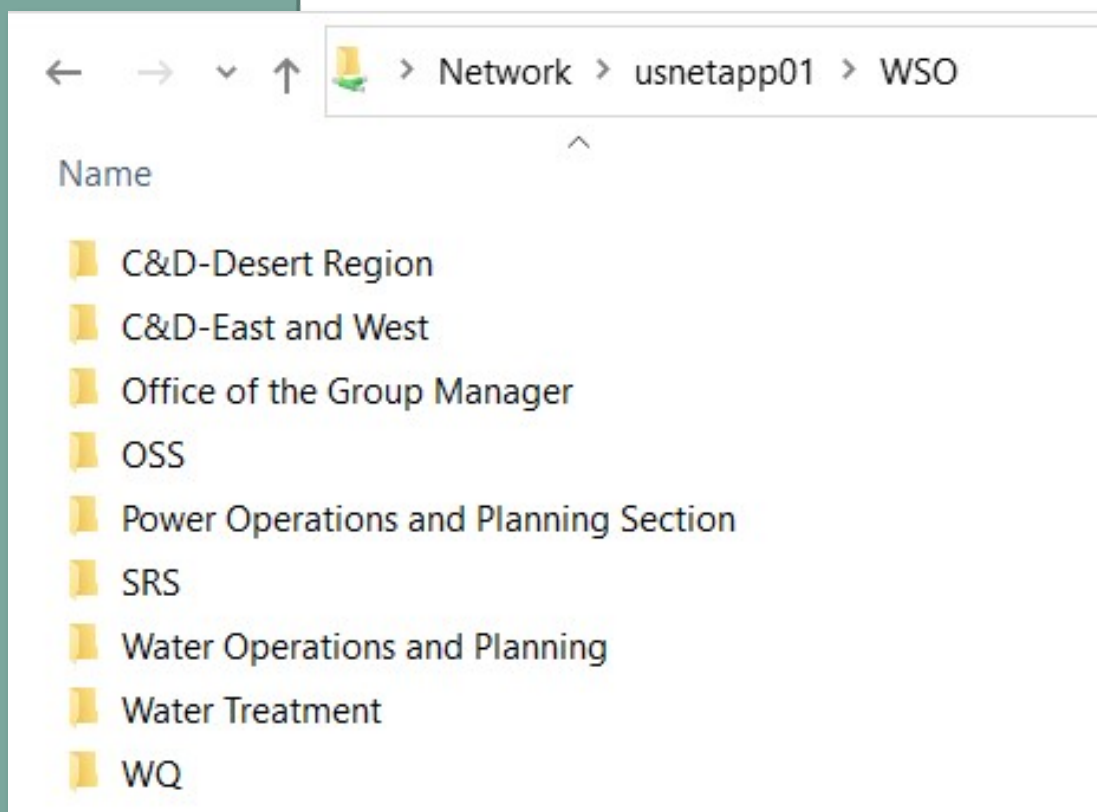 Network > usnetapp01 > WSO
Name
C&D-Desert Region
C&D-East and West
Office of the Group Manager
OSS
Power Operations and Planning Section
SRS
Water Operations and Planning
Water Treatment
WQ